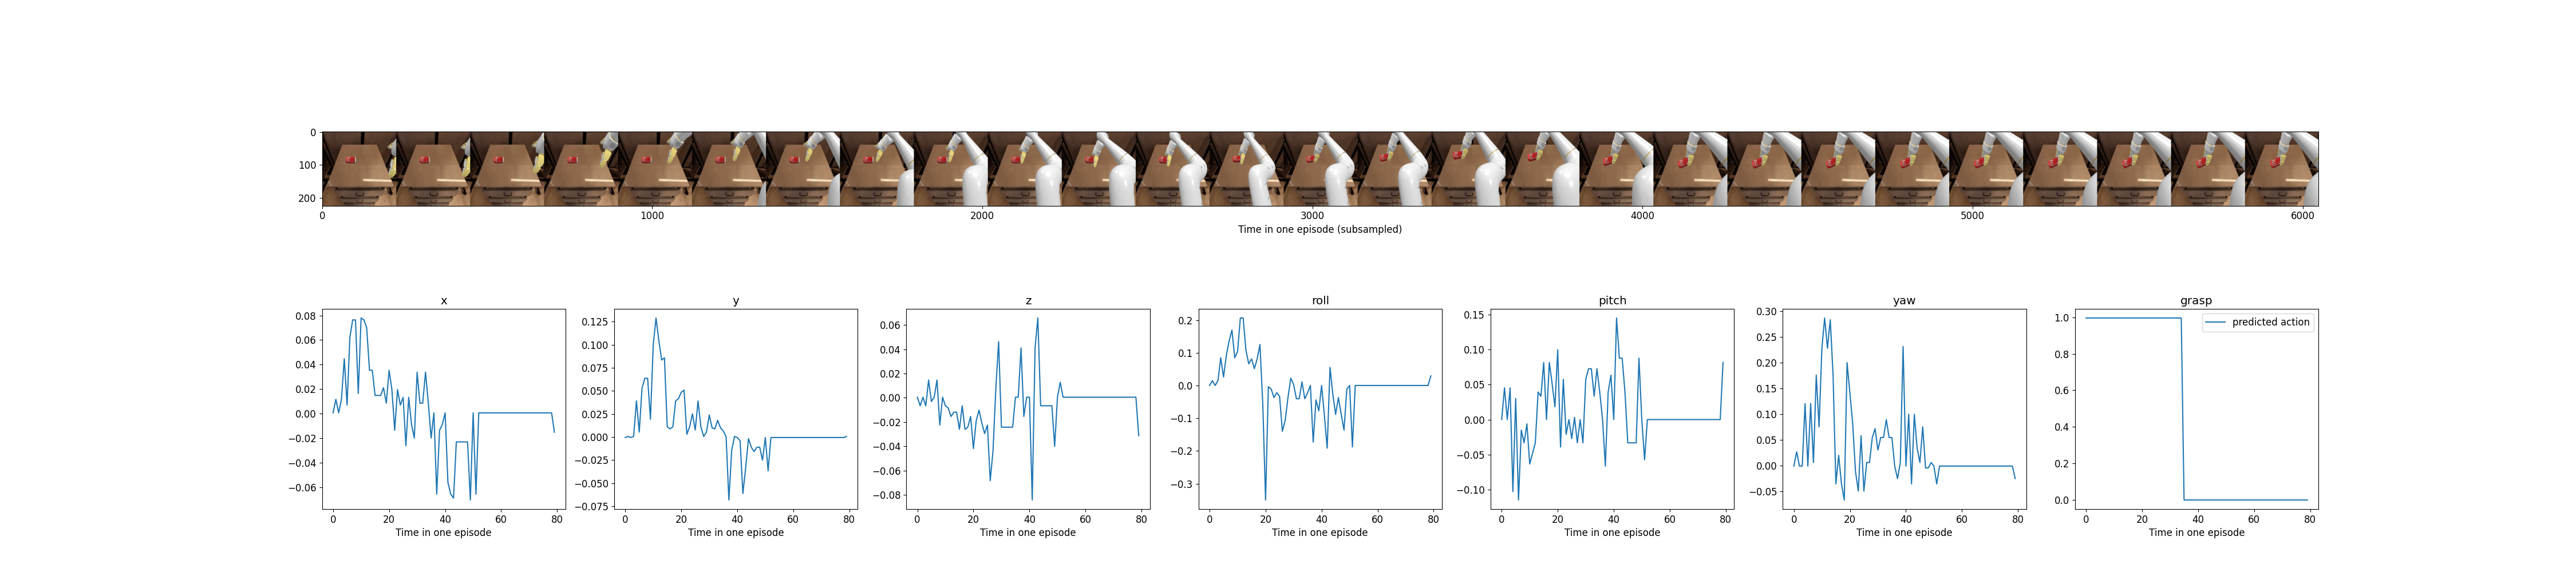 0
100
200
0 1000 2000 3000 4000 5000 6000
Time in one episode (subsampled)
x
0.08
0.06
0.04
0.02
0.00
−0.02
−0.04
−0.06
0 20 40 60 80
Time in one episode
y
0.125
0.100
0.075
0.050
0.025
0.000
−0.025
−0.050
−0.075
0 20 40 60 80
Time in one episode
z
0.06
0.04
0.02
0.00
−0.02
−0.04
−0.06
−0.08
0 20 40 60 80
Time in one episode
roll
0.2
0.1
0.0
−0.1
−0.2
−0.3
0 20 40 60 80
Time in one episode
pitch
0.15
0.10
0.05
0.00
−0.05
−0.10
0 20 40 60 80
Time in one episode
yaw
0.30
0.25
0.20
0.15
0.10
0.05
0.00
−0.05
0 20 40 60 80
Time in one episode
grasp
predicted action
1.0
0.8
0.6
0.4
0.2
0.0
0 20 40 60 80
Time in one episode